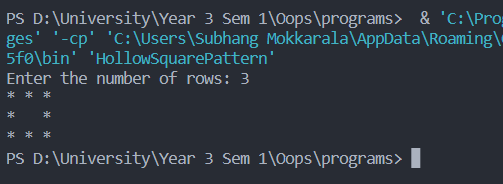 PS D:\University\Year 3 Sem 1\Oops\programs>  & 'C:\Prog
ges' '-cp' 'C:\Users\Subhang Mokkarala\AppData\Roaming\
5f0\bin' 'HollowSquarePattern'
Enter the number of rows: 3
* * *
*   *
* * *
PS D:\University\Year 3 Sem 1\Oops\programs>